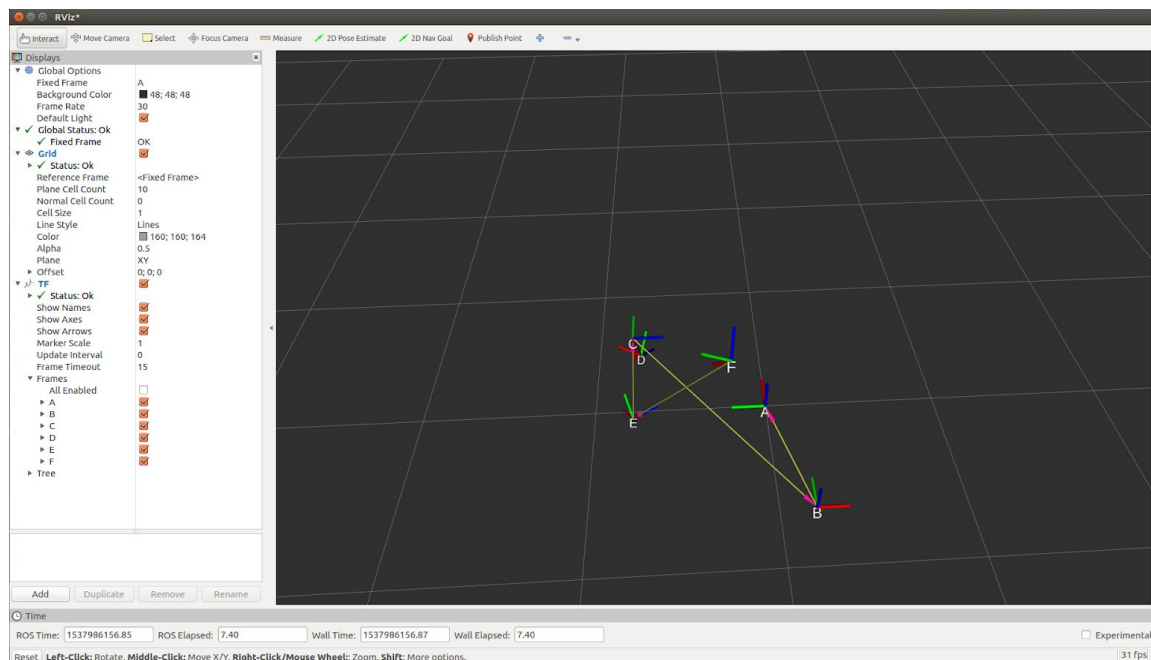 RViz*
Interact Move Camera Select Focus Camera Measure 2D Pose Estimate 2D Nav Goal Publish Point
Displays
Global Options
Fixed Frame A
Background Color 48; 48; 48
Frame Rate 30
Default Light
Global Status: Ok
Fixed Frame OK
Grid
Status: Ok
Reference Frame <Fixed Frame>
Plane Cell Count 10
Normal Cell Count 0
Cell Size 1
Line Style Lines
Color 160; 160; 164
Alpha 0.5
Plane XY
Offset 0; 0; 0
TF
Status: Ok
Show Names
Show Axes
Show Arrows
Marker Scale 1
Update Interval 0
Frame Timeout 15
Frames
All Enabled
A
B
C
D
E
F
Tree
Add Duplicate Remove Rename
C
D
F
A
E
B
Time
ROS Time: 1537986156.85 ROS Elapsed: 7.40 Wall Time: 1537986156.87 Wall Elapsed: 7.40 Experimental
Reset Left-Click: Rotate. Middle-Click: Move X/Y. Right-Click/Mouse Wheel:: Zoom. Shift: More options. 31 fps